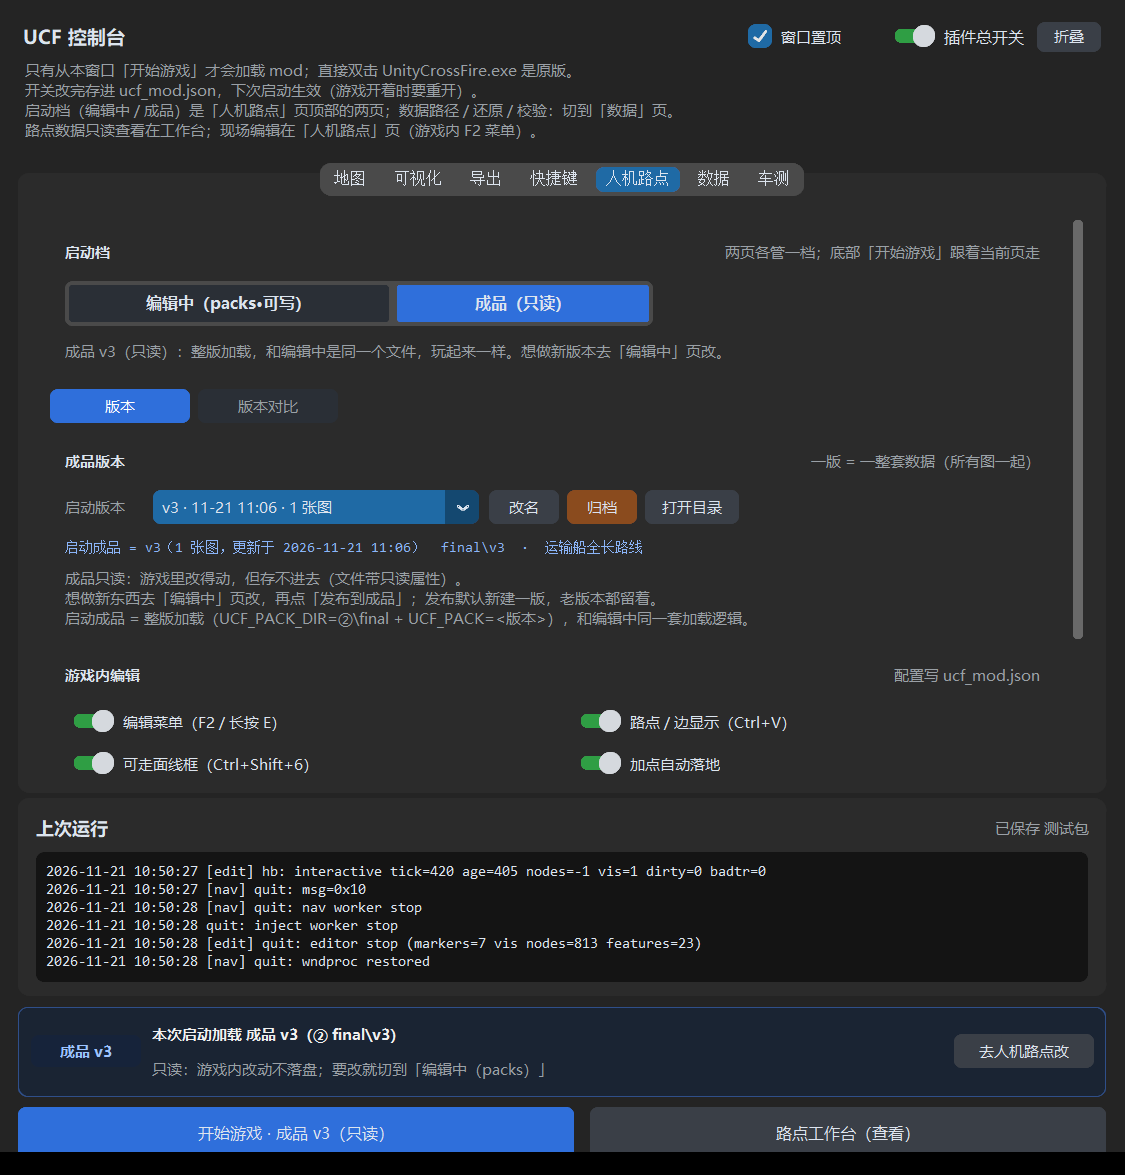 UCF 控制台
窗口置顶
插件总开关
折叠
只有从本窗口「开始游戏」才会加载 mod；直接双击 UnityCrossFire.exe 是原版。
开关改完存进 ucf_mod.json，下次启动生效（游戏开着时要重开）。
启动档（编辑中 / 成品）是「人机路点」页顶部的两页；数据路径 / 还原 / 校验：切到「数据」页。
路点数据只读查看在工作台；现场编辑在「人机路点」页（游戏内 F2 菜单）。
地图 可视化 导出 快捷键 人机路点 数据 车测
启动档
两页各管一档；底部「开始游戏」跟着当前页走
编辑中（packs•可写）
成品（只读）
成品 v3（只读）：整版加载，和编辑中是同一个文件，玩起来一样。想做新版本去「编辑中」页改。
版本
版本对比
成品版本
一版 = 一整套数据（所有图一起）
启动版本
v3 · 11-21 11:06 · 1 张图
改名
归档
打开目录
启动成品 = v3（1 张图，更新于 2026-11-21 11:06） final\v3 · 运输船全长路线
成品只读：游戏里改得动，但存不进去（文件带只读属性）。
想做新东西去「编辑中」页改，再点「发布到成品」；发布默认新建一版，老版本都留着。
启动成品 = 整版加载（UCF_PACK_DIR=②\final + UCF_PACK=<版本>），和编辑中同一套加载逻辑。
游戏内编辑
配置写 ucf_mod.json
编辑菜单（F2 / 长按 E）
路点 / 边显示（Ctrl+V）
可走面线框（Ctrl+Shift+6）
加点自动落地
上次运行
已保存 测试包
2026-11-21 10:50:27 [edit] hb: interactive tick=420 age=405 nodes=-1 vis=1 dirty=0 badtr=0
2026-11-21 10:50:27 [nav] quit: msg=0x10
2026-11-21 10:50:28 [nav] quit: nav worker stop
2026-11-21 10:50:28 quit: inject worker stop
2026-11-21 10:50:28 [edit] quit: editor stop (markers=7 vis nodes=813 features=23)
2026-11-21 10:50:28 [nav] quit: wndproc restored
成品 v3
本次启动加载 成品 v3（② final\v3）
只读：游戏内改动不落盘；要改就切到「编辑中（packs）」
去人机路点改
开始游戏 · 成品 v3（只读）
路点工作台（查看）